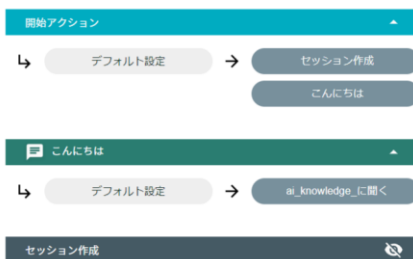 開始アクション
デフォルト設定
セッション作成
こんにちは
こんにちは
デフォルト設定
ai_knowledge_に聞く
セッション作成